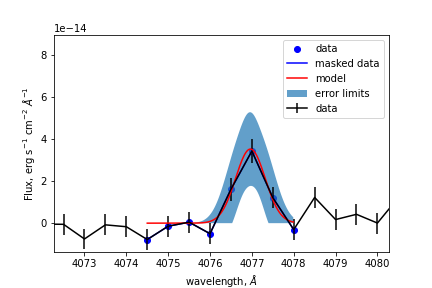 1e−14
data
masked data
model
error limits
data
8
6
4
2
0
Flux, erg s⁻¹ cm⁻² Å⁻¹
4073 4074 4075 4076 4077 4078 4079 4080
wavelength, Å